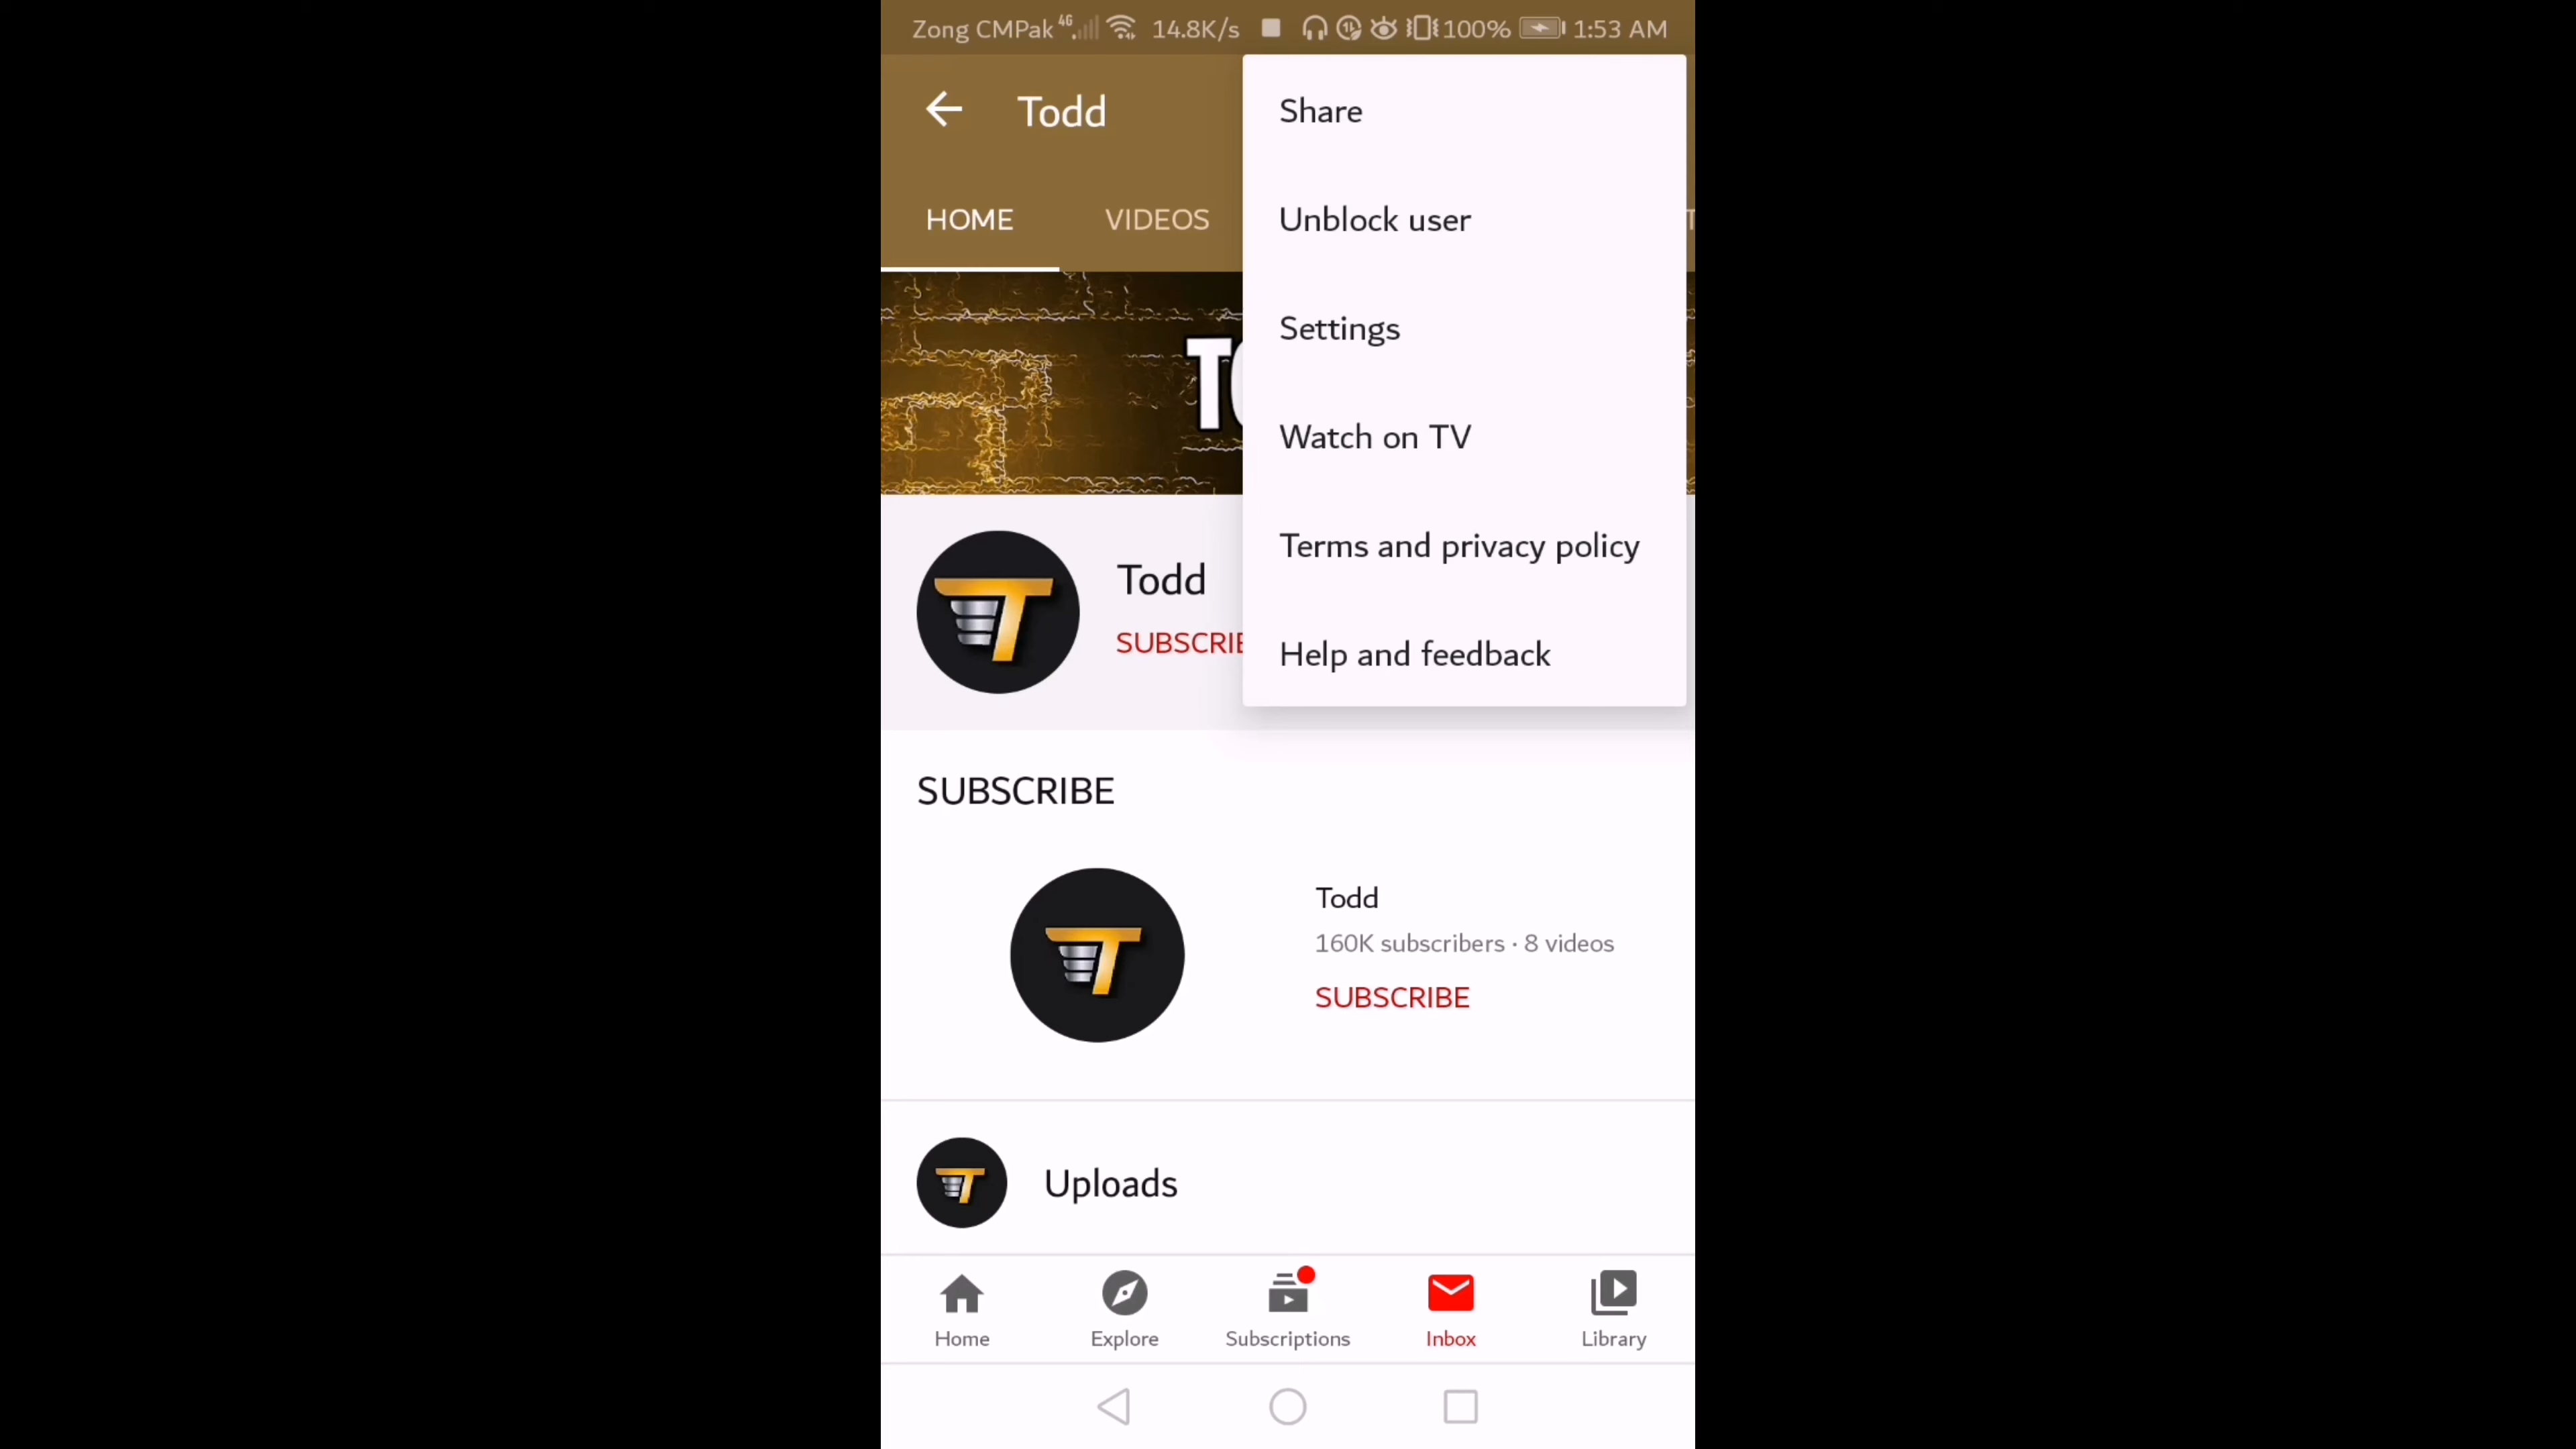 Zong CMPak 4G 14.8K/s 100% 1:53 AM
Todd
Share
HOME VIDEOS
Unblock user
Settings
Watch on TV
Terms and privacy policy
Help and feedback
Todd
SUBSCRIBE
Todd
160K subscribers · 8 videos
SUBSCRIBE
Uploads
Home Explore Subscriptions Inbox Library